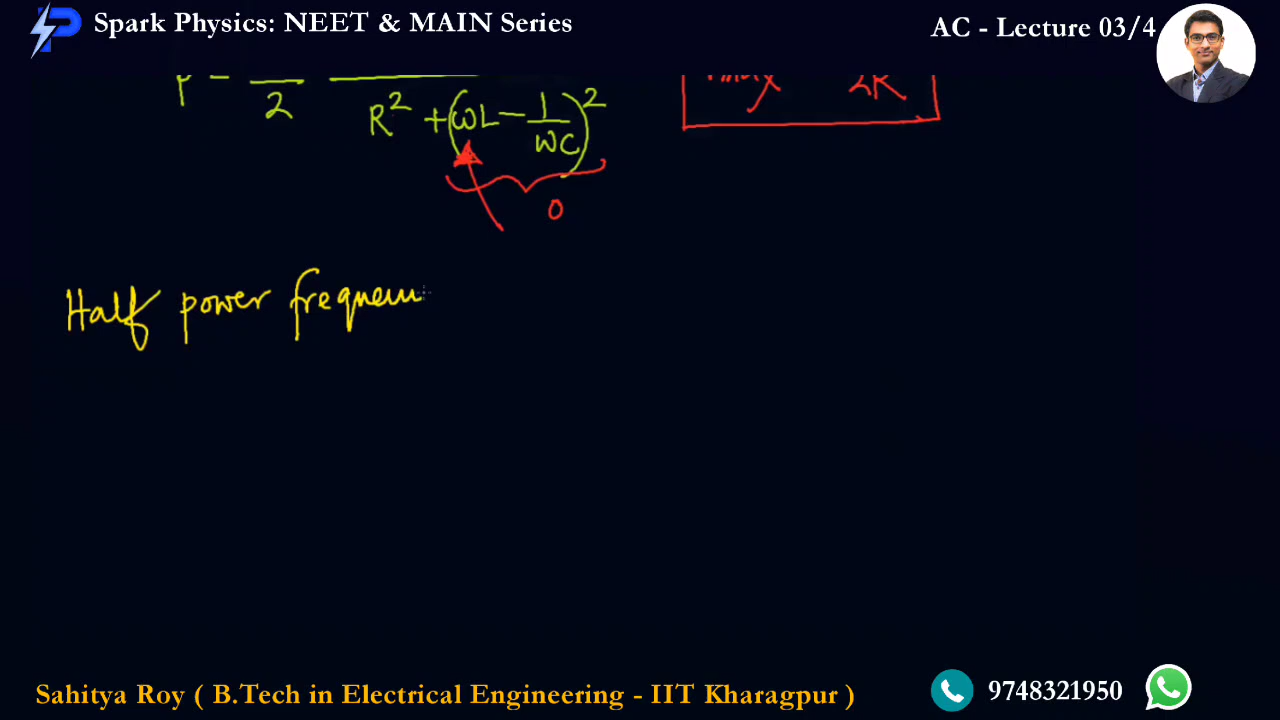 Spark Physics: NEET & MAIN Series
AC - Lecture 03/4
2
R² + (ωL - 1/ωC)²
2R
0
Half power frequen
Sahitya Roy ( B.Tech in Electrical Engineering - IIT Kharagpur )
9748321950